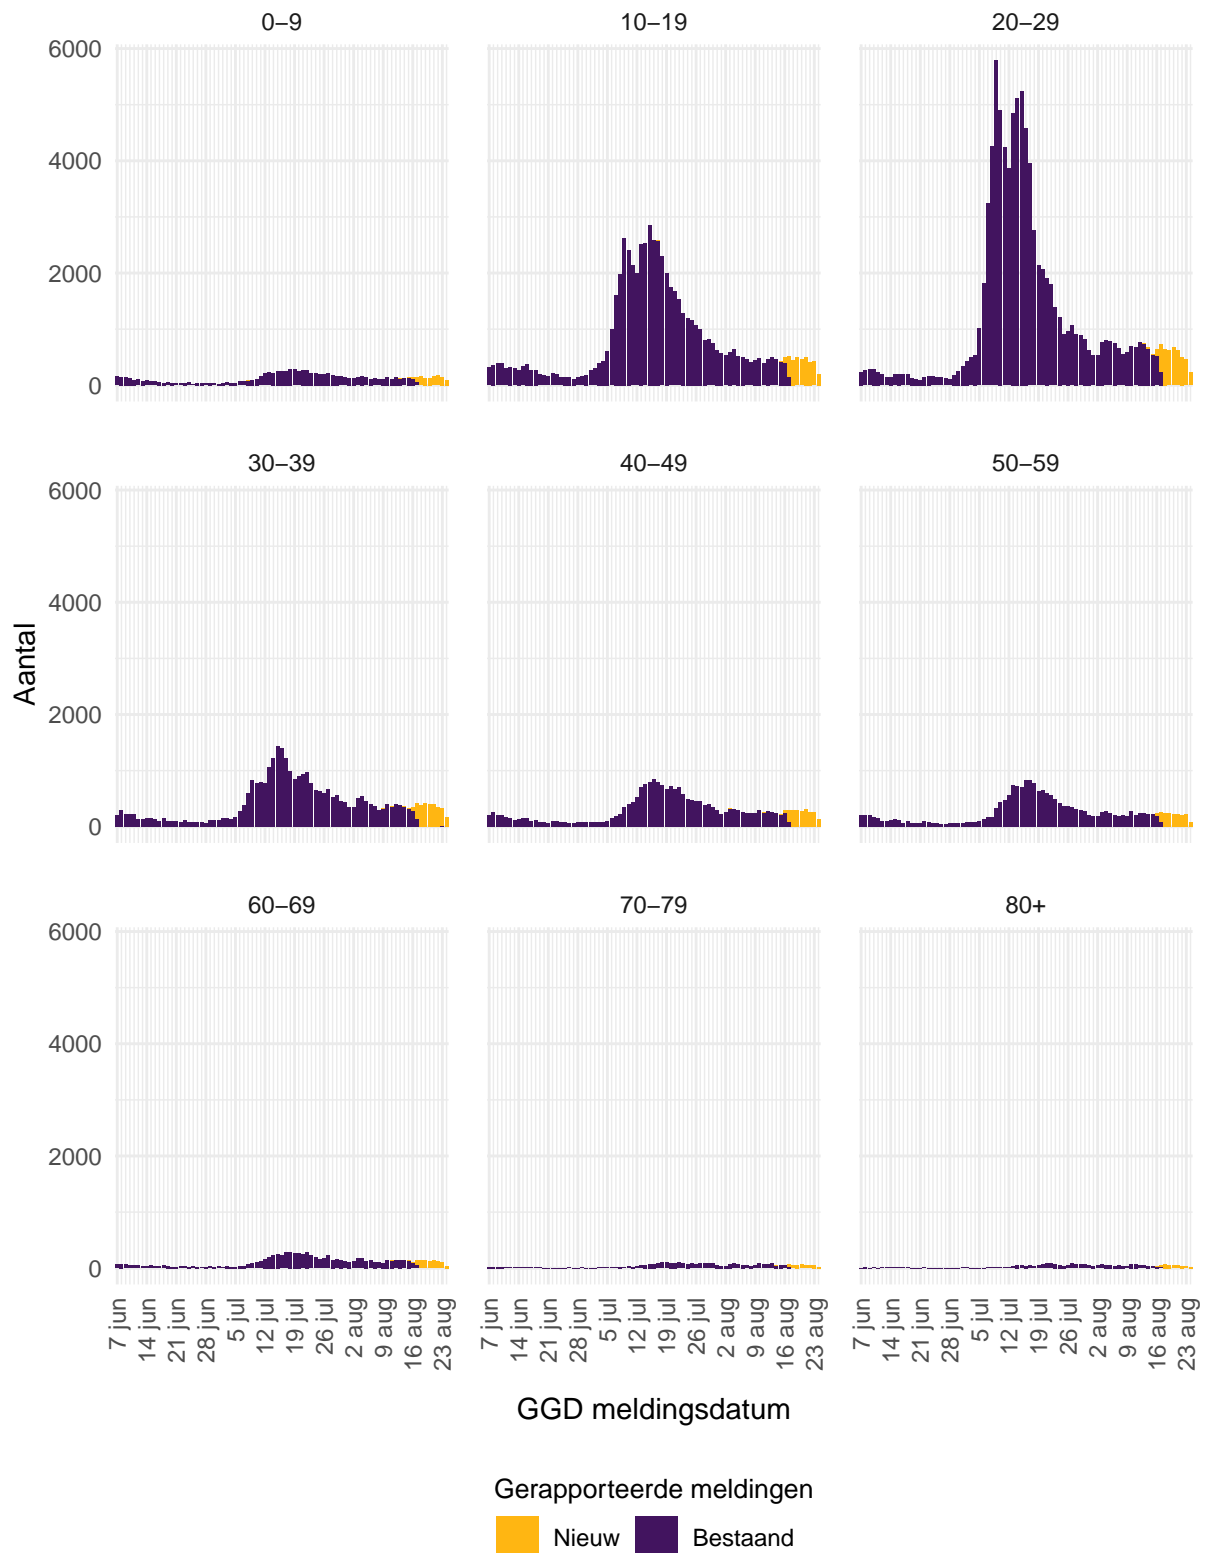 0−9 10−19 20−29
6000
4000
2000
0
30−39 40−49 50−59
6000
4000
2000
0
Aantal
60−69 70−79 80+
6000
4000
2000
0
7 jun 14 jun 21 jun 28 jun 5 jul 12 jul 19 jul 26 jul 2 aug 9 aug 16 aug 23 aug 7 jun 14 jun 21 jun 28 jun 5 jul 12 jul 19 jul 26 jul 2 aug 9 aug 16 aug 23 aug 7 jun 14 jun 21 jun 28 jun 5 jul 12 jul 19 jul 26 jul 2 aug 9 aug 16 aug 23 aug
GGD meldingsdatum
Gerapporteerde meldingen
Nieuw Bestaand